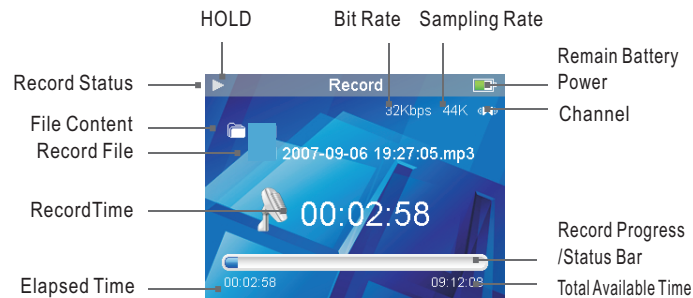 HOLD Bit Rate Sampling Rate
Remain Battery
Power
Record Status
Record
32Kbps 44K
Channel
File Content
Record File
2007-09-06 19:27:05.mp3
RecordTime
00:02:58
Record Progress
/Status Bar
Elapsed Time
00:02:58
09:12:08
Total Available Time